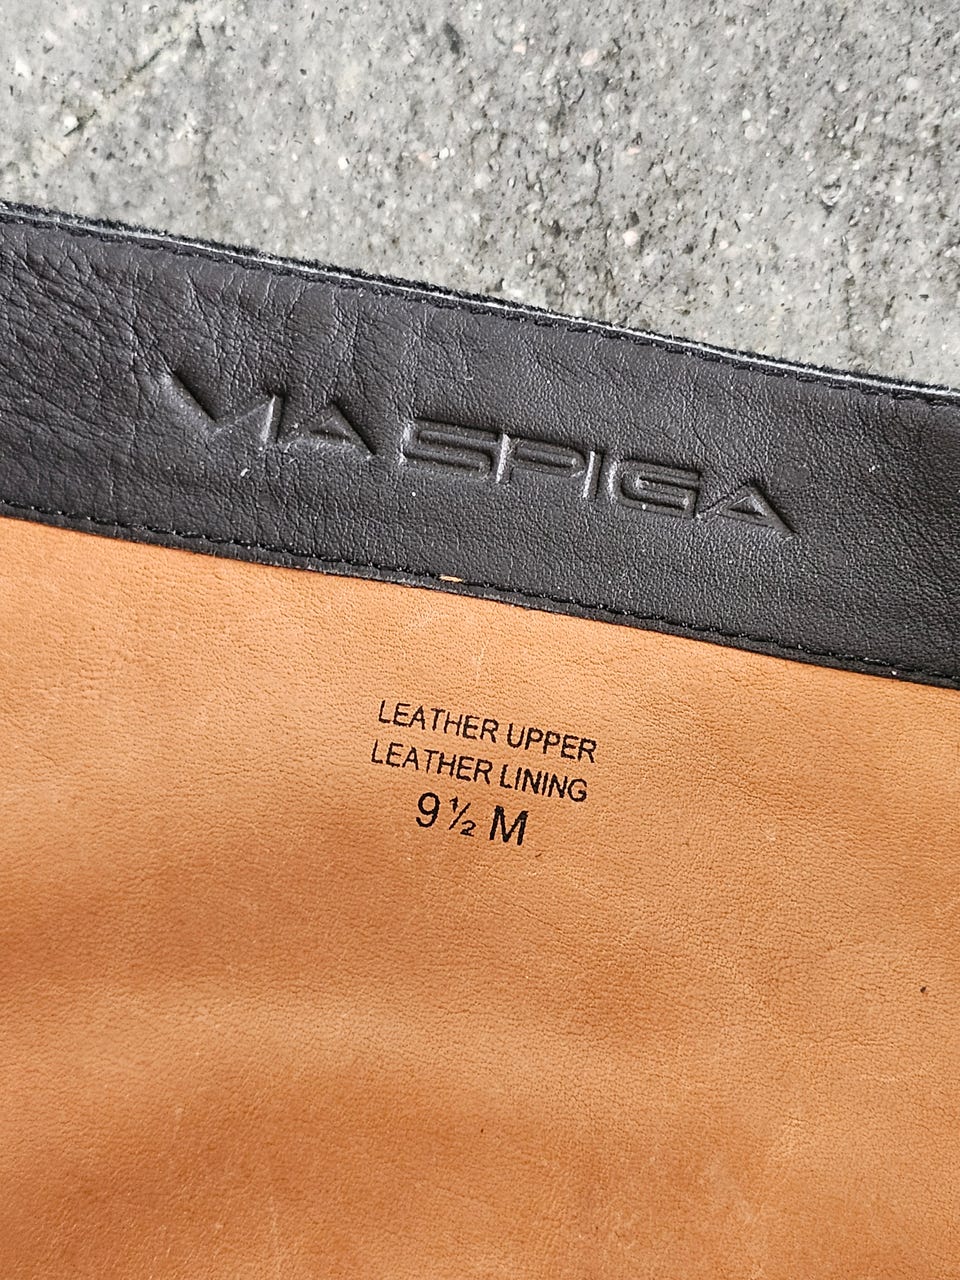 VIA SPIGA
LEATHER UPPER
LEATHER LINING
9 ½ M